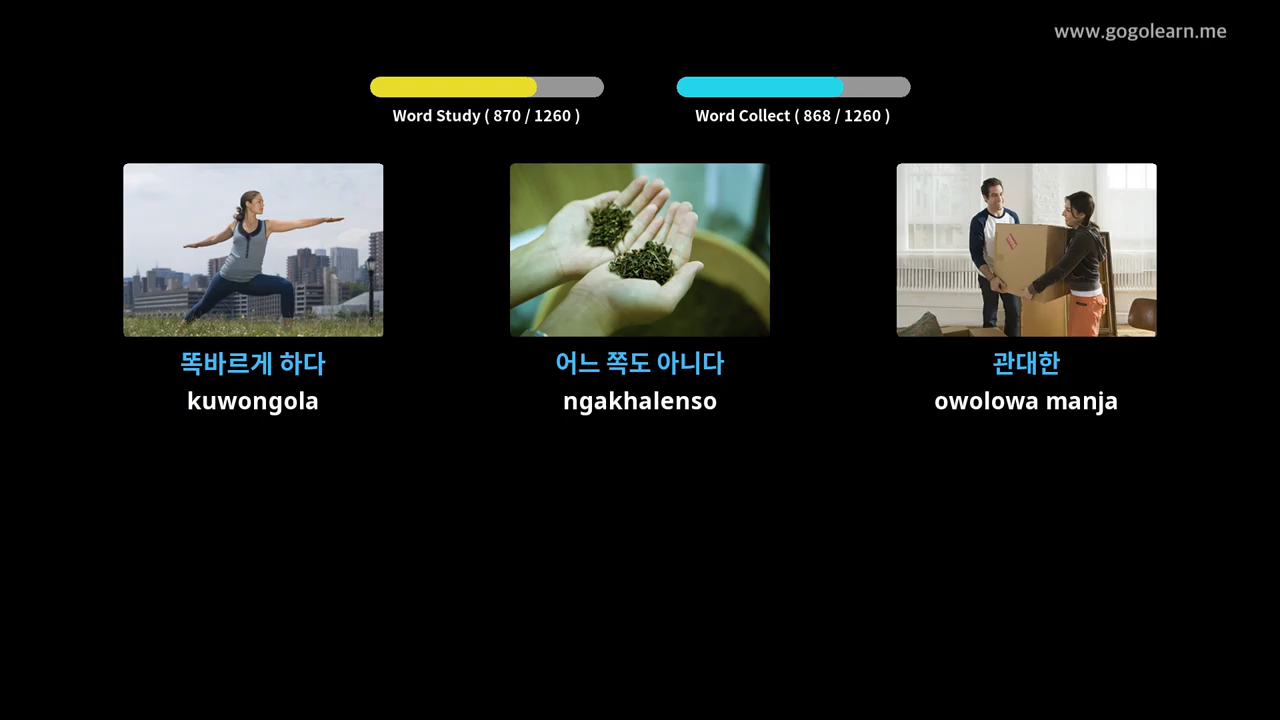 www.gogolearn.me
Word Study ( 870 / 1260 )
Word Collect ( 868 / 1260 )
똑바르게 하다
kuwongola
어느 쪽도 아니다
ngakhalenso
관대한
owolowa manja